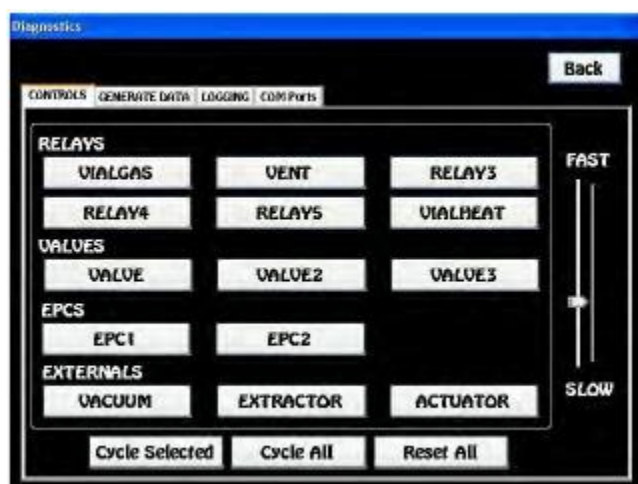 Diagnostics
Back
CONTROLS GENERATE DATA LOGGING COM Ports
RELAYS
VIALGAS VENT RELAY3
RELAY4 RELAY5 VIALHEAT
VALVES
VALVE VALVE2 VALVE3
EPCS
EPC1 EPC2
EXTERNALS
VACUUM EXTRACTOR ACTUATOR
FAST
SLOW
Cycle Selected Cycle All Reset All